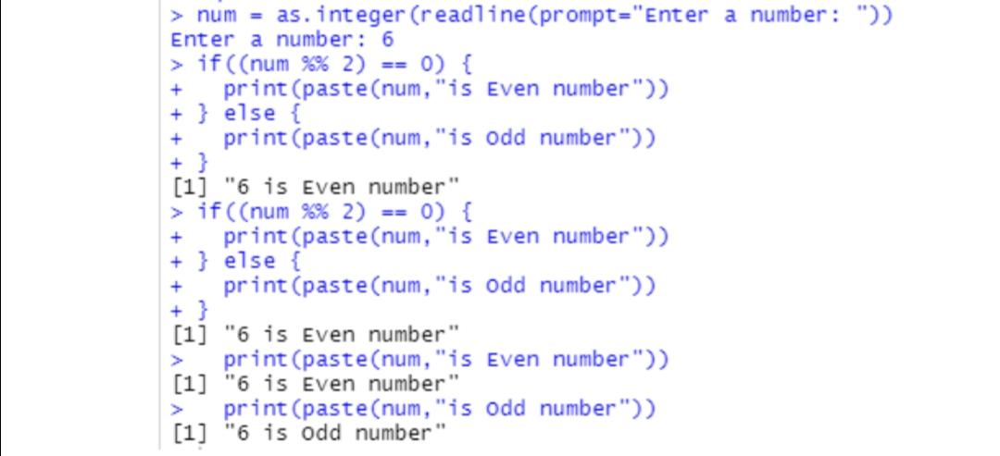 > num = as.integer(readline(prompt="Enter a number: "))
Enter a number: 6
> if((num %% 2) == 0) {
+   print(paste(num,"is Even number"))
+ } else {
+   print(paste(num,"is Odd number"))
+ }
[1] "6 is Even number"
> if((num %% 2) == 0) {
+   print(paste(num,"is Even number"))
+ } else {
+   print(paste(num,"is Odd number"))
+ }
[1] "6 is Even number"
>   print(paste(num,"is Even number"))
[1] "6 is Even number"
>   print(paste(num,"is Odd number"))
[1] "6 is Odd number"